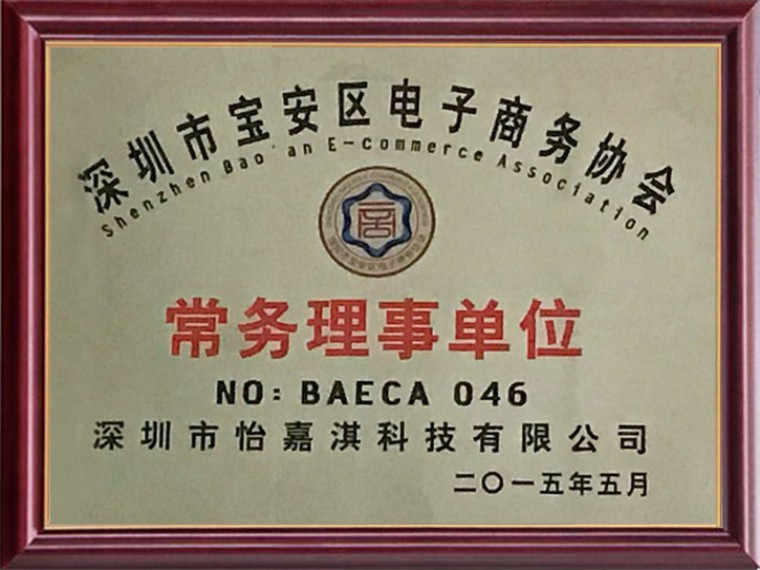 深圳市宝安区电子商务协会
Shenzhen Bao'an E-commerce Association
常务理事单位
NO: BAECA 046
深圳市怡嘉淇科技有限公司
二〇一五年五月